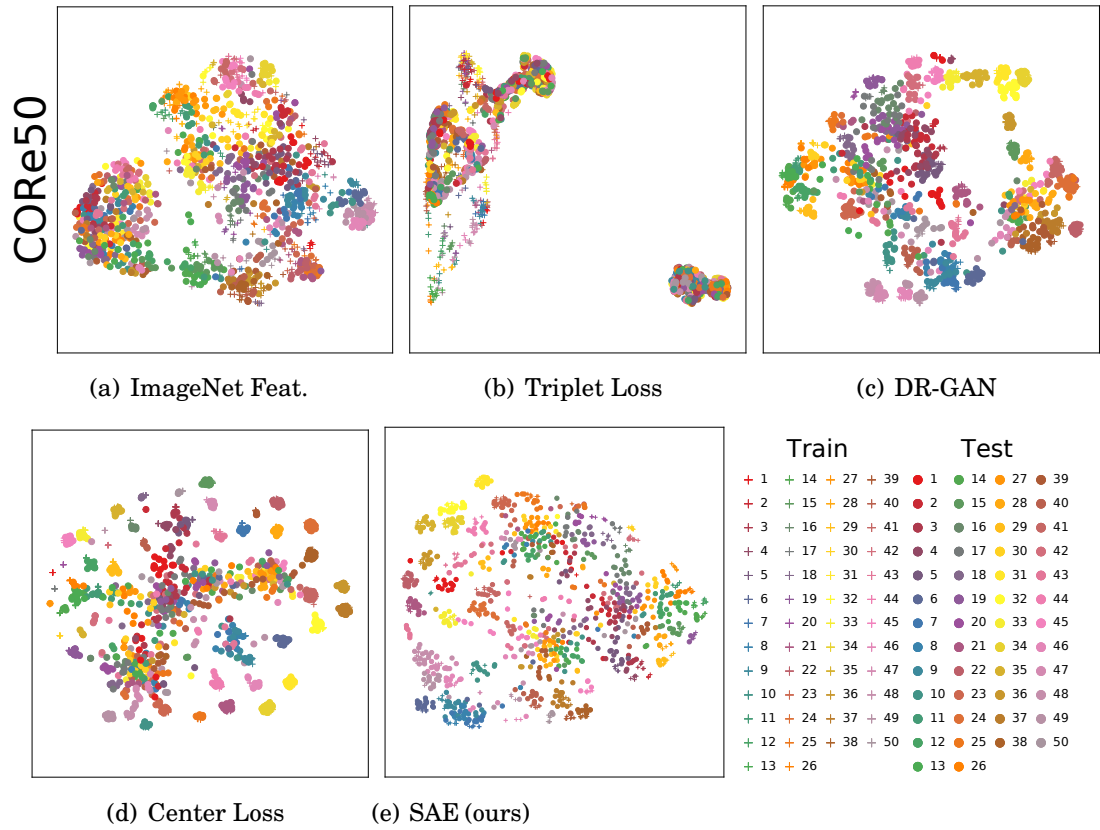 CORe50
(a) ImageNet Feat.
(b) Triplet Loss
(c) DR-GAN
Train
Test
1 14 27 39
2 15 28 40
3 16 29 41
4 17 30 42
5 18 31 43
6 19 32 44
7 20 33 45
8 21 34 46
9 22 35 47
10 23 36 48
11 24 37 49
12 25 38 50
13 26
1 14 27 39
2 15 28 40
3 16 29 41
4 17 30 42
5 18 31 43
6 19 32 44
7 20 33 45
8 21 34 46
9 22 35 47
10 23 36 48
11 24 37 49
12 25 38 50
13 26
(d) Center Loss
(e) SAE (ours)